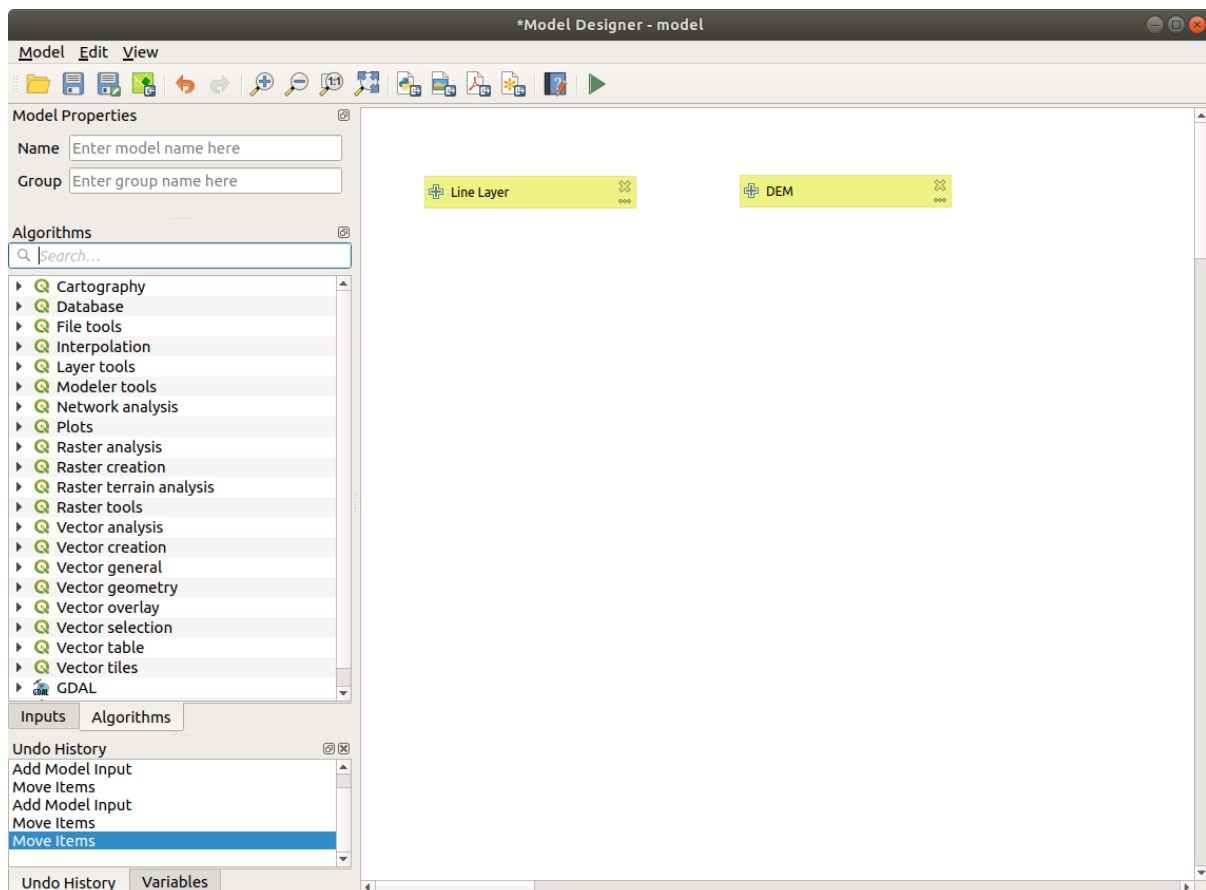 *Model Designer - model
Model Edit View
Model Properties
Name Enter model name here
Group Enter group name here
Algorithms
Search...
Cartography
Database
File tools
Interpolation
Layer tools
Modeler tools
Network analysis
Plots
Raster analysis
Raster creation
Raster terrain analysis
Raster tools
Vector analysis
Vector creation
Vector general
Vector geometry
Vector overlay
Vector selection
Vector table
Vector tiles
GDAL GDAL
Inputs Algorithms
Undo History
Add Model Input
Move Items
Add Model Input
Move Items
Move Items
Undo History Variables
1:1
Line Layer
DEM